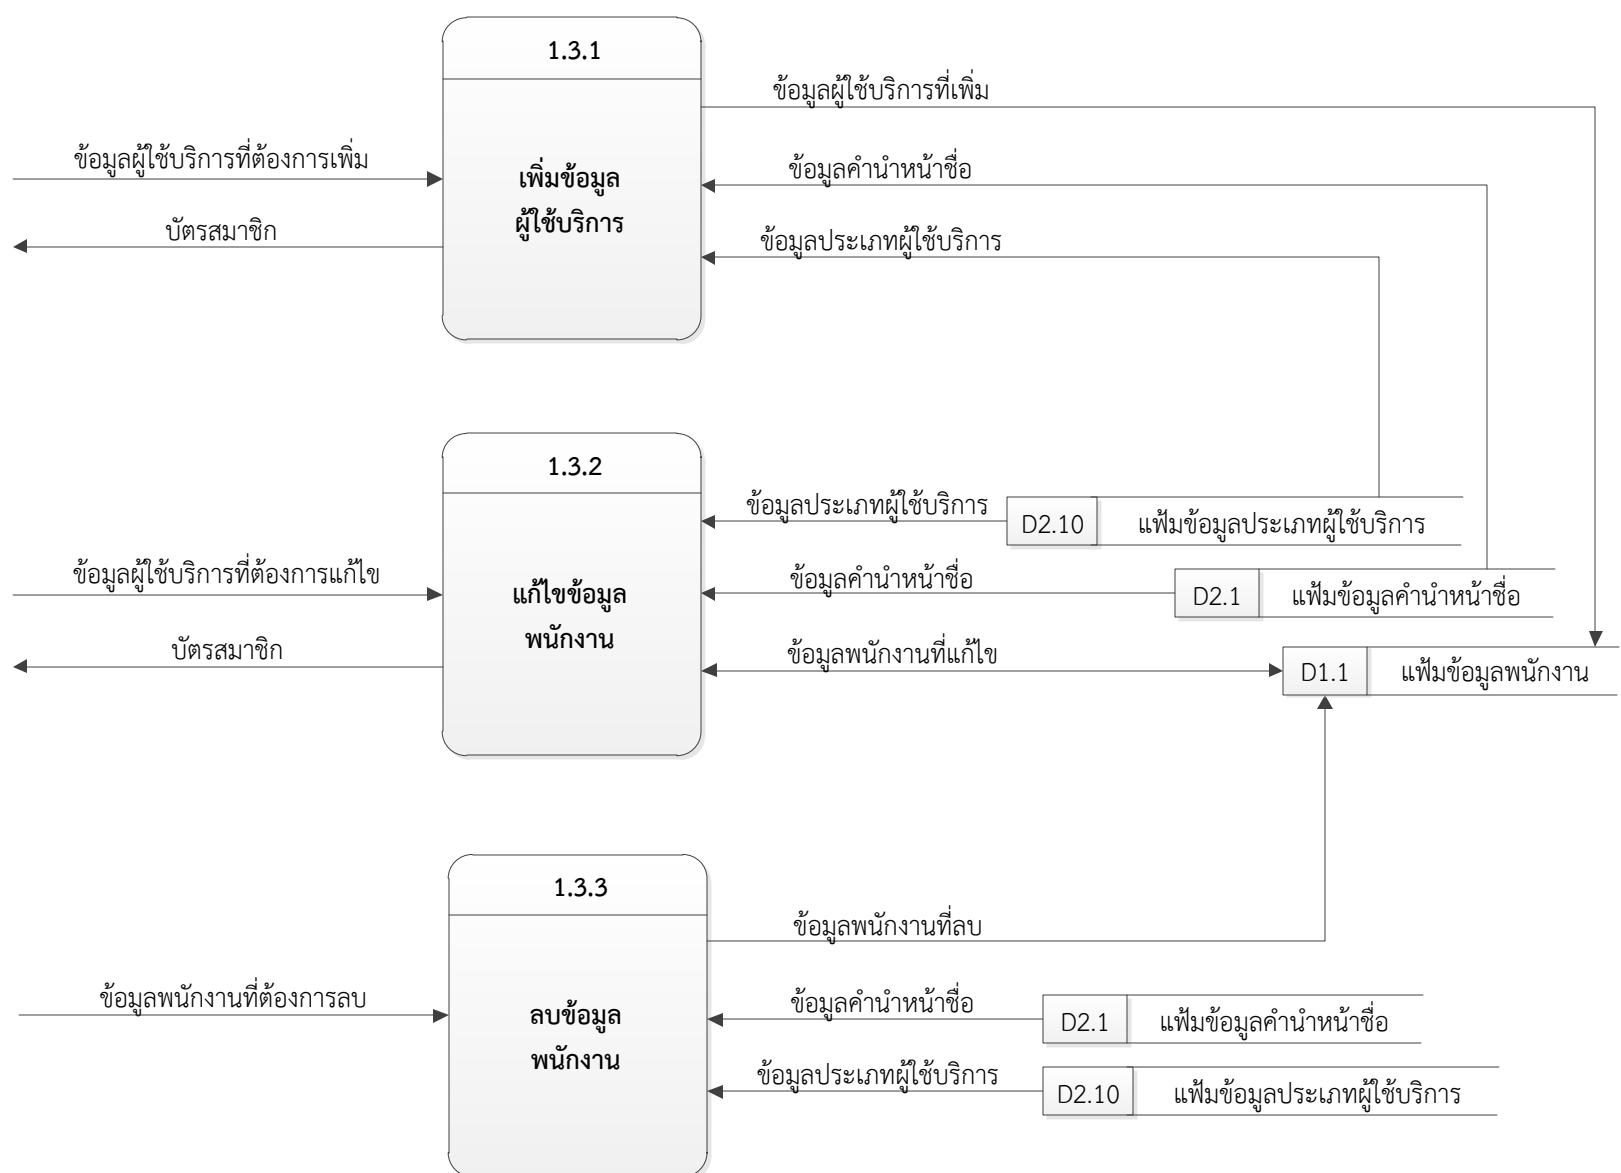 1.3.1
ข้อมูลผู้ใช้บริการที่เพิ่ม
ข้อมูลผู้ใช้บริการที่ต้องการเพิ่ม
เพิ่มข้อมูล
ผู้ใช้บริการ
ข้อมูลคำนำหน้าชื่อ
บัตรสมาชิก
ข้อมูลประเภทผู้ใช้บริการ
1.3.2
ข้อมูลประเภทผู้ใช้บริการ
D2.10 แฟ้มข้อมูลประเภทผู้ใช้บริการ
ข้อมูลผู้ใช้บริการที่ต้องการแก้ไข
แก้ไขข้อมูล
พนักงาน
ข้อมูลคำนำหน้าชื่อ
D2.1 แฟ้มข้อมูลคำนำหน้าชื่อ
บัตรสมาชิก
ข้อมูลพนักงานที่แก้ไข
D1.1 แฟ้มข้อมูลพนักงาน
1.3.3
ข้อมูลพนักงานที่ลบ
ข้อมูลพนักงานที่ต้องการลบ
ลบข้อมูล
พนักงาน
ข้อมูลคำนำหน้าชื่อ
D2.1 แฟ้มข้อมูลคำนำหน้าชื่อ
ข้อมูลประเภทผู้ใช้บริการ
D2.10 แฟ้มข้อมูลประเภทผู้ใช้บริการ